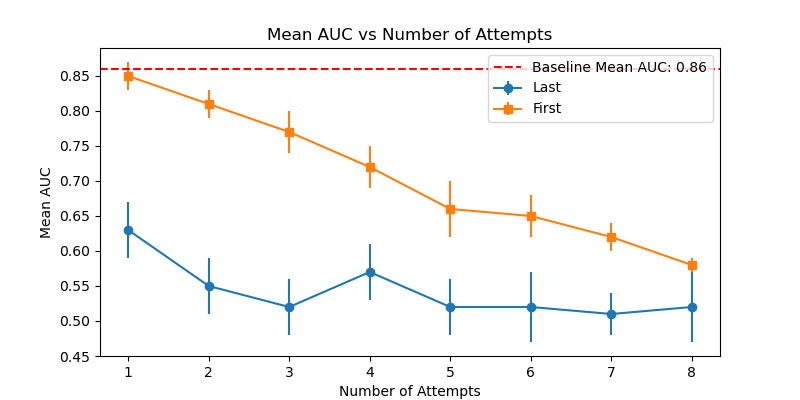 Mean AUC vs Number of Attempts
Baseline Mean AUC: 0.86
Last
First
0.85
0.80
0.75
0.70
0.65
0.60
0.55
0.50
0.45
Mean AUC
1 2 3 4 5 6 7 8
Number of Attempts